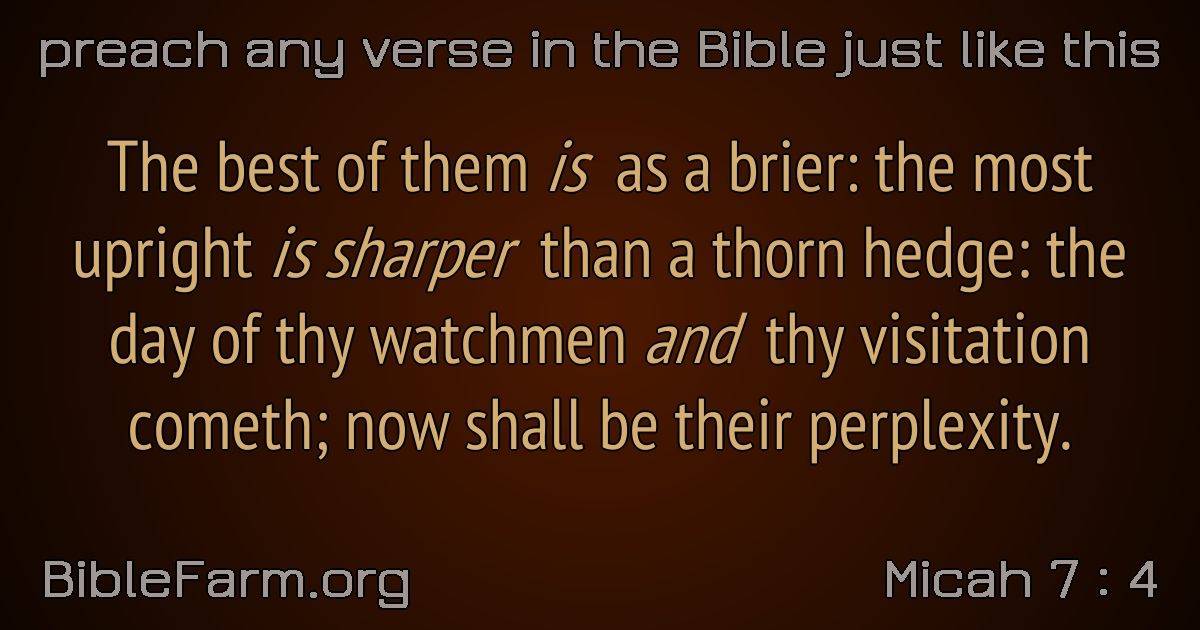 preach any verse in the Bible just like this
The best of them is as a brier: the most
upright is sharper than a thorn hedge: the
day of thy watchmen and thy visitation
cometh; now shall be their perplexity.
BibleFarm.org
Micah 7 : 4